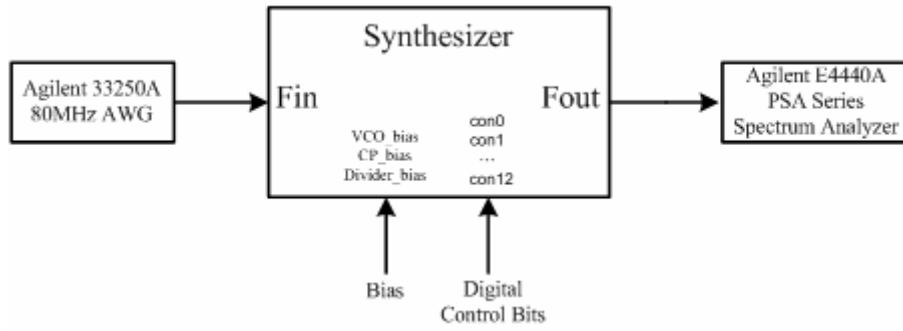 Synthesizer
Agilent 33250A
80MHz AWG
Fin
Fout
Agilent E4440A
PSA Series
Spectrum Analyzer
VCO_bias
CP_bias
Divider_bias
con0
con1
...
con12
Bias
Digital
Control Bits